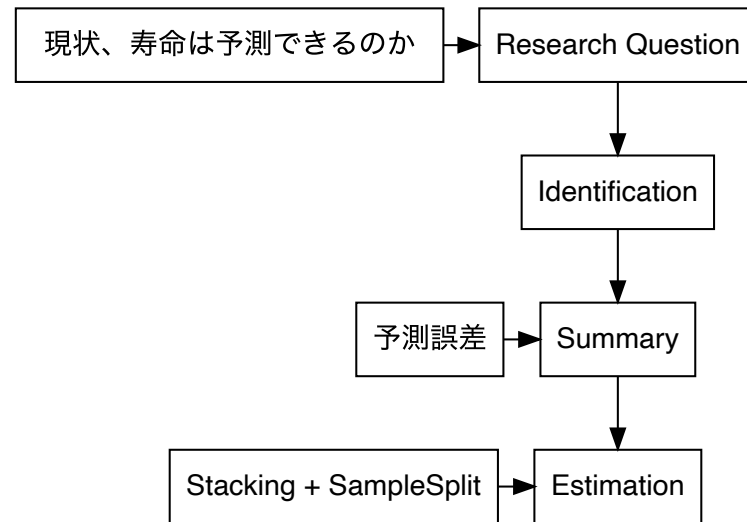 現状、寿命は予測できるのか
Research Question
Identification
予測誤差
Summary
Stacking + SampleSplit
Estimation